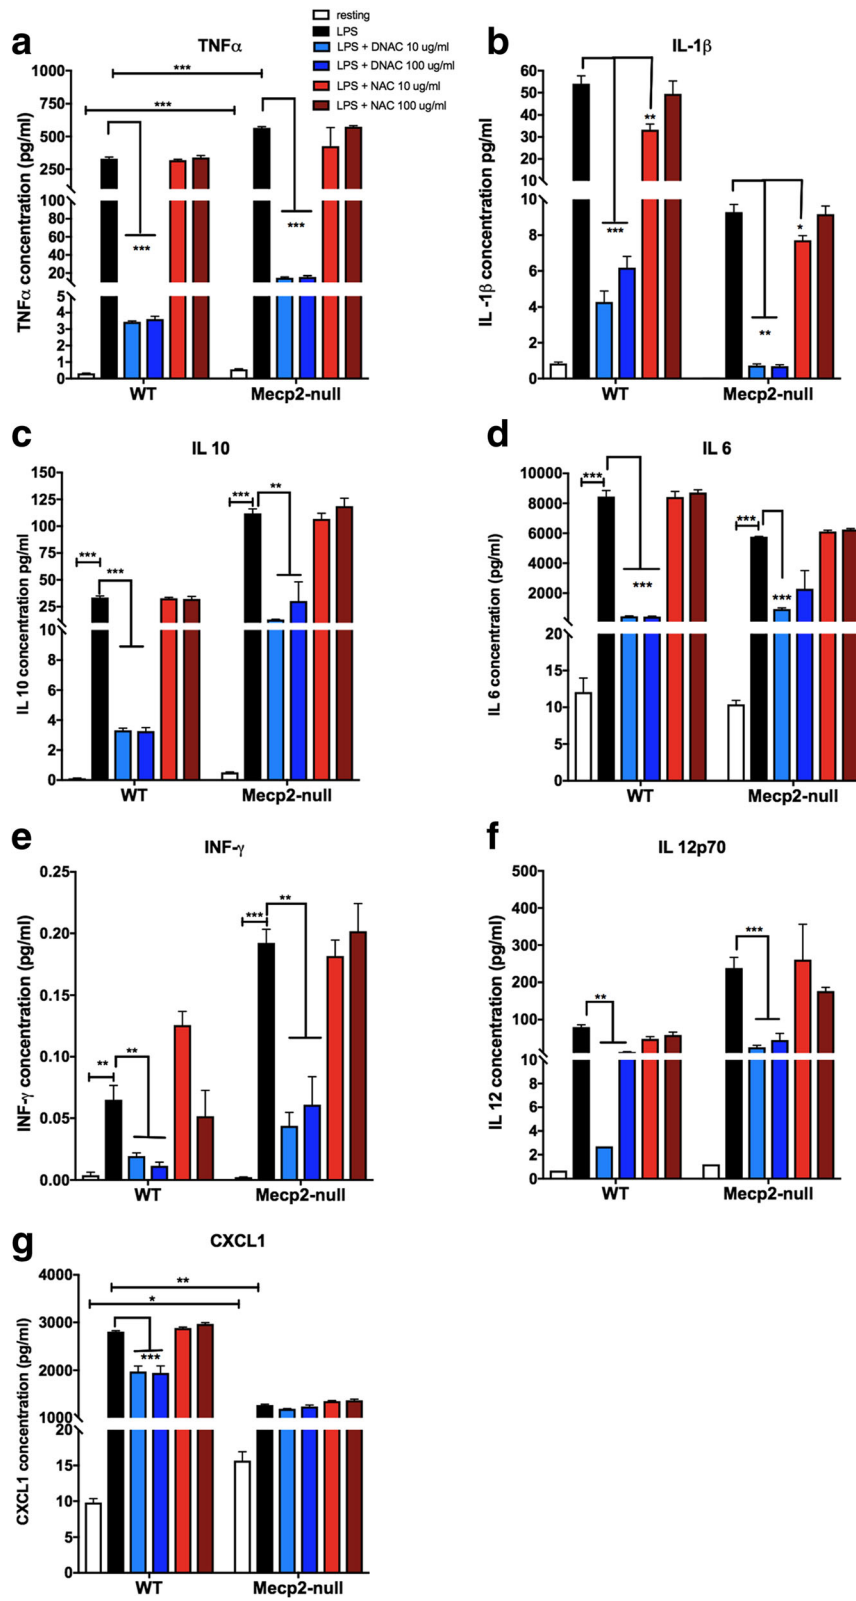 a
TNFα
resting
LPS
LPS + DNAC 10 ug/ml
LPS + DNAC 100 ug/ml
LPS + NAC 10 ug/ml
LPS + NAC 100 ug/ml
TNFα concentration (pg/ml)
1000
750
500
250
100
80
60
40
20
5
4
3
2
1
0
***
***
***
***
WT
Mecp2-null
b
IL-1β
IL -1β concentration pg/ml
60
50
40
30
20
10
10
8
6
4
2
0
***
**
**
*
WT
Mecp2-null
c
IL 10
IL 10 concentration pg/ml
150
125
100
75
50
25
10
8
6
4
2
0
***
***
***
**
WT
Mecp2-null
d
IL 6
IL 6 concentration (pg/ml)
10000
8000
6000
4000
2000
20
15
10
5
0
***
***
***
***
WT
Mecp2-null
e
INF-γ
INF-γ concentration (pg/ml)
0.25
0.20
0.15
0.10
0.05
0.00
**
**
***
**
WT
Mecp2-null
f
IL 12p70
IL 12 concentration (pg/ml)
500
400
300
200
100
10
8
6
4
2
0
**
***
WT
Mecp2-null
g
CXCL1
CXCL1 concentration (pg/ml)
4000
3000
2000
1000
20
15
10
5
0
**
*
***
WT
Mecp2-null